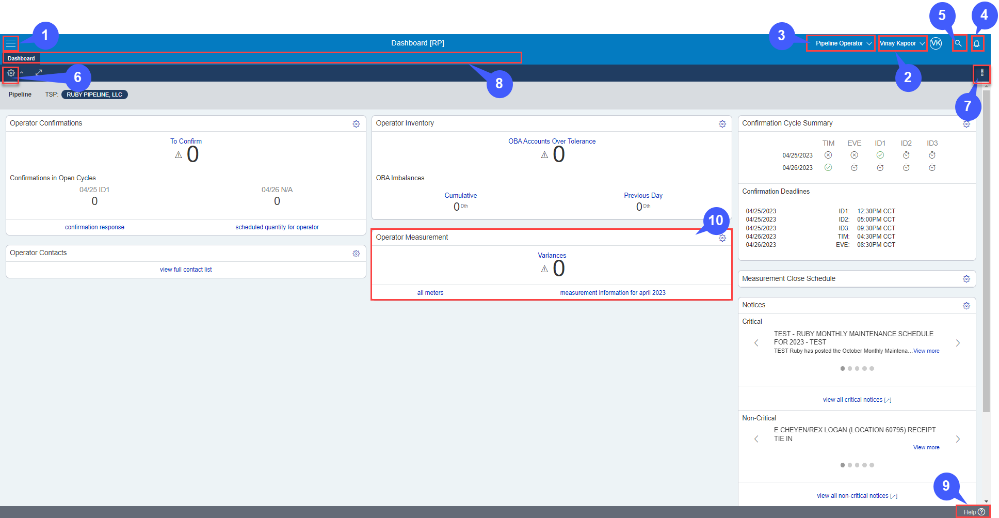 5
4
1
3
Dashboard [RP]
Pipeline Operator
Vinay Kapoor
VK
Dashboard
6
8
2
Pipeline
TSP:
RUBY PIPELINE, LLC
7
Operator Confirmations
To Confirm
0
Confirmations in Open Cycles
04/25 ID1
04/26 N/A
0
0
confirmation response
scheduled quantity for operator
Operator Contacts
view full contact list
Operator Inventory
OBA Accounts Over Tolerance
0
OBA Imbalances
Cumulative
Previous Day
0 Dth
0 Dth
10
Operator Measurement
Variances
0
all meters
measurement information for april 2023
Confirmation Cycle Summary
TIM EVE ID1 ID2 ID3
04/25/2023
04/26/2023
Confirmation Deadlines
04/25/2023 ID1: 12:30PM CCT
04/25/2023 ID2: 05:00PM CCT
04/25/2023 ID3: 09:30PM CCT
04/26/2023 TIM: 04:30PM CCT
04/26/2023 EVE: 08:30PM CCT
Measurement Close Schedule
Notices
Critical
TEST - RUBY MONTHLY MAINTENANCE SCHEDULE
FOR 2023 - TEST
TEST Ruby has posted the October Monthly Maintena... View more
view all critical notices
Non-Critical
E CHEYEN/REX LOGAN (LOCATION 60795) RECEIPT
TIE IN
View more
view all non-critical notices
9
Help